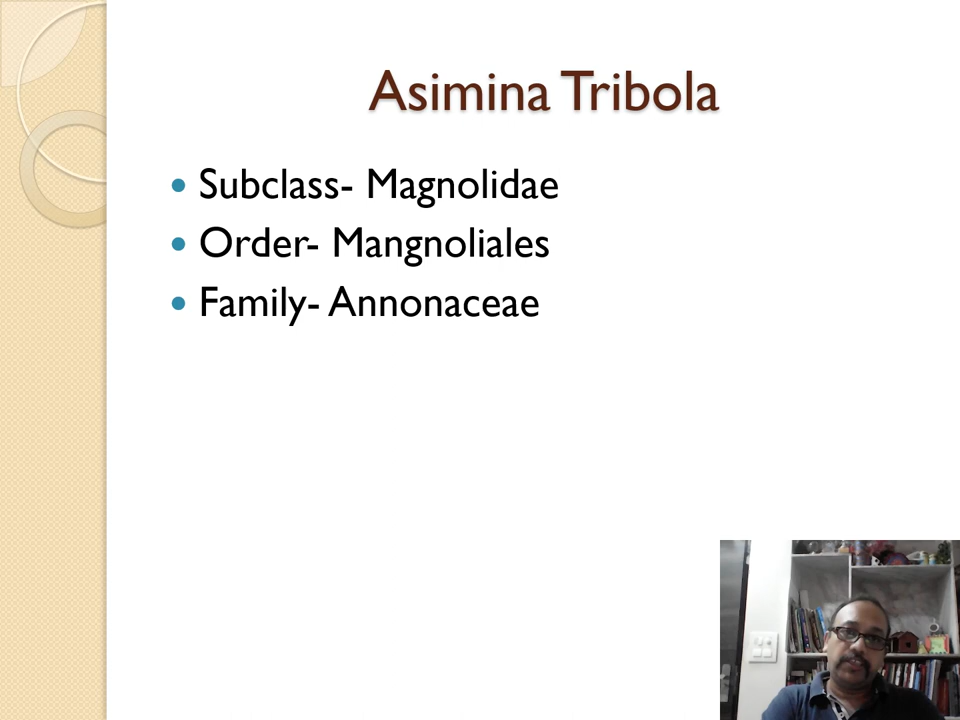 Asimina Tribola
Subclass- Magnolidae
Order- Mangnoliales
Family- Annonaceae